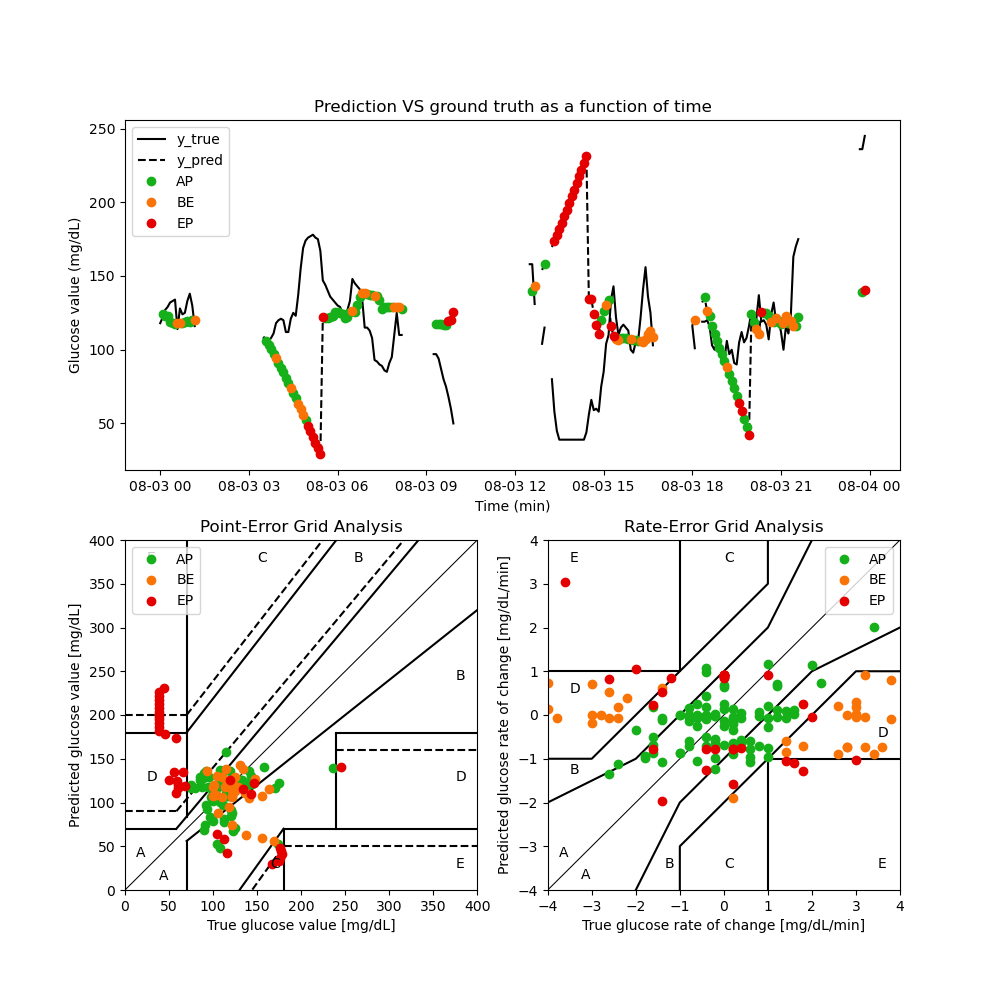 Prediction VS ground truth as a function of time
Glucose value (mg/dL)
250
200
150
100
50
y_true
y_pred
AP
BE
EP
08-03 00 08-03 03 08-03 06 08-03 09 08-03 12 08-03 15 08-03 18 08-03 21 08-04 00
Time (min)
Point-Error Grid Analysis
Predicted glucose value [mg/dL]
400
350
300
250
200
150
100
50
0
AP
BE
EP
C
B
B
D
D
A
A
E
0 50 100 150 200 250 300 350 400
True glucose value [mg/dL]
Rate-Error Grid Analysis
Predicted glucose rate of change [mg/dL/min]
4
3
2
1
0
−1
−2
−3
−4
AP
BE
EP
E
C
D
D
B
A
A
B
C
E
−4 −3 −2 −1 0 1 2 3 4
True glucose rate of change [mg/dL/min]